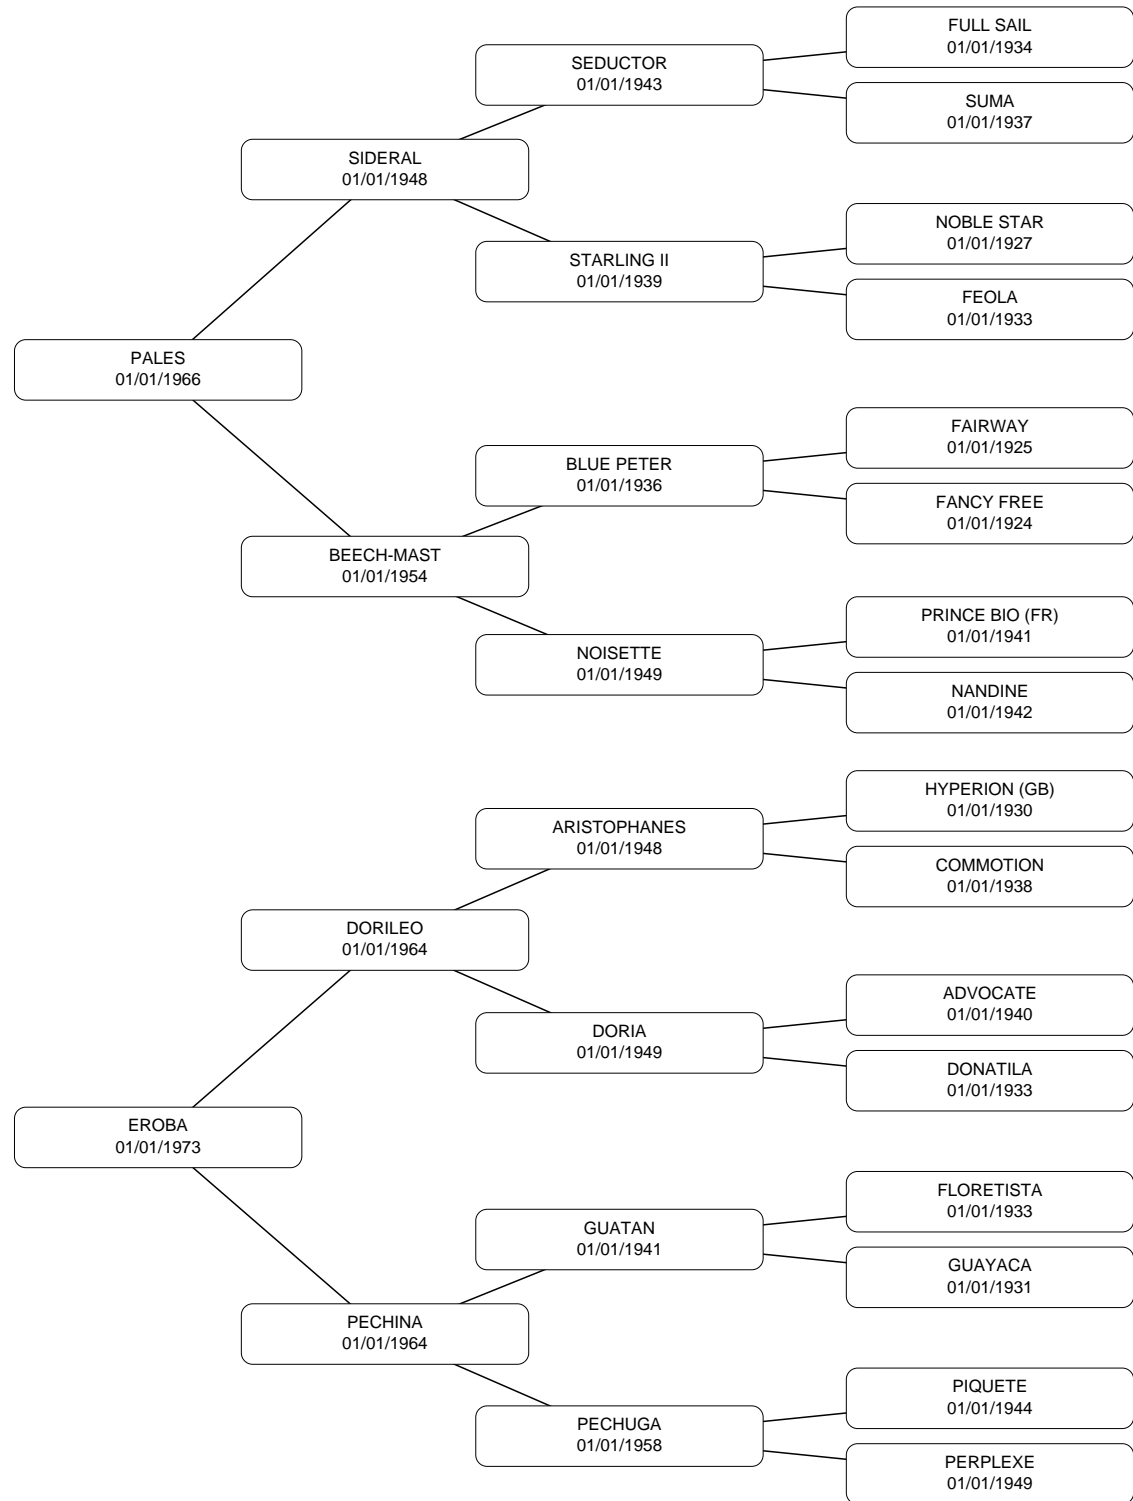 FULL SAIL
01/01/1934
SEDUCTOR
01/01/1943
SUMA
01/01/1937
SIDERAL
01/01/1948
NOBLE STAR
01/01/1927
STARLING II
01/01/1939
FEOLA
01/01/1933
PALES
01/01/1966
FAIRWAY
01/01/1925
BLUE PETER
01/01/1936
FANCY FREE
01/01/1924
BEECH-MAST
01/01/1954
PRINCE BIO (FR)
01/01/1941
NOISETTE
01/01/1949
NANDINE
01/01/1942
HYPERION (GB)
01/01/1930
ARISTOPHANES
01/01/1948
COMMOTION
01/01/1938
DORILEO
01/01/1964
ADVOCATE
01/01/1940
DORIA
01/01/1949
DONATILA
01/01/1933
EROBA
01/01/1973
FLORETISTA
01/01/1933
GUATAN
01/01/1941
GUAYACA
01/01/1931
PECHINA
01/01/1964
PIQUETE
01/01/1944
PECHUGA
01/01/1958
PERPLEXE
01/01/1949